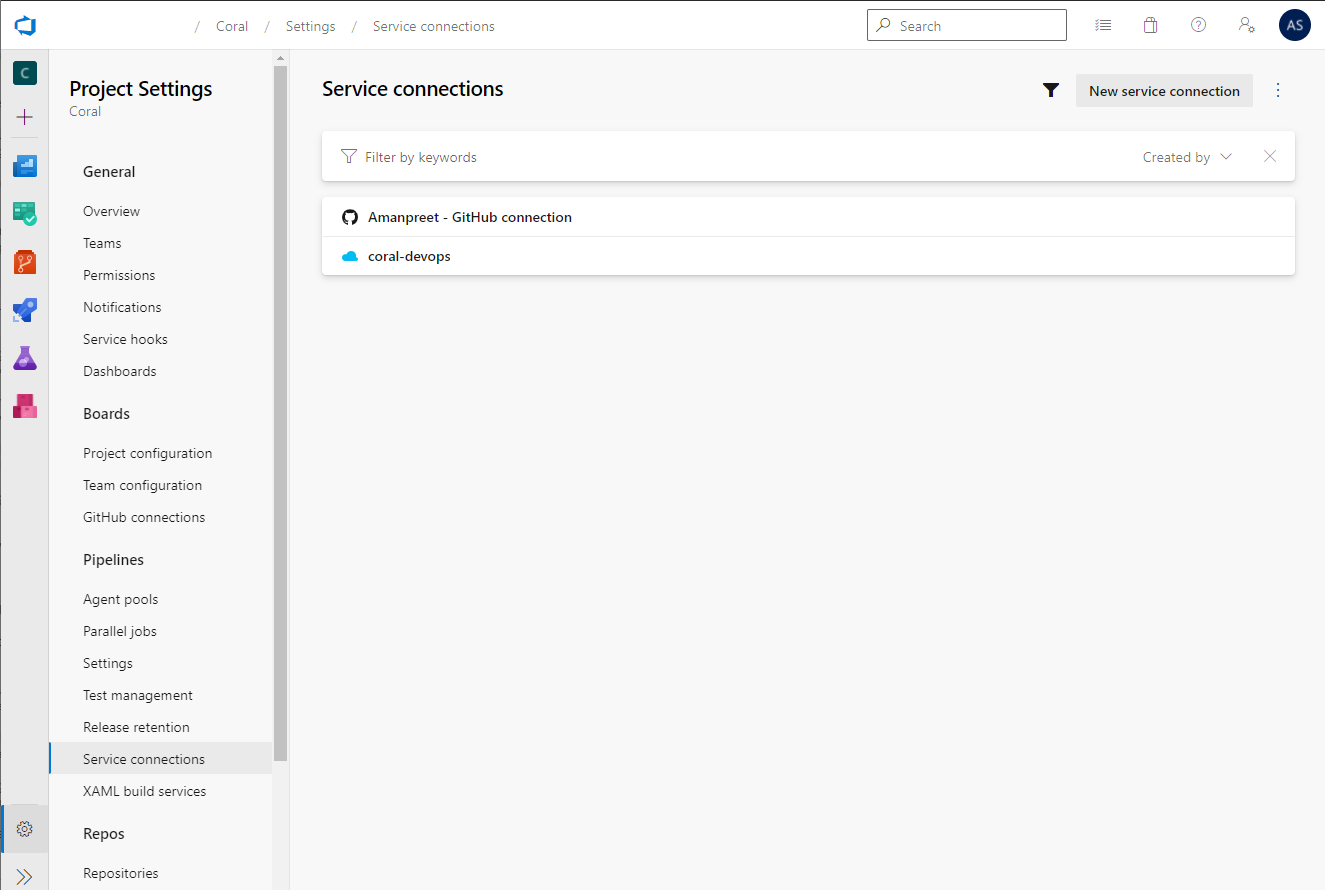 / Coral / Settings / Service connections
Search
AS
C
Project Settings
Coral
General
Overview
Teams
Permissions
Notifications
Service hooks
Dashboards
Boards
Project configuration
Team configuration
GitHub connections
Pipelines
Agent pools
Parallel jobs
Settings
Test management
Release retention
Service connections
XAML build services
Repos
Repositories
Service connections
New service connection
Filter by keywords
Created by
Amanpreet - GitHub connection
coral-devops